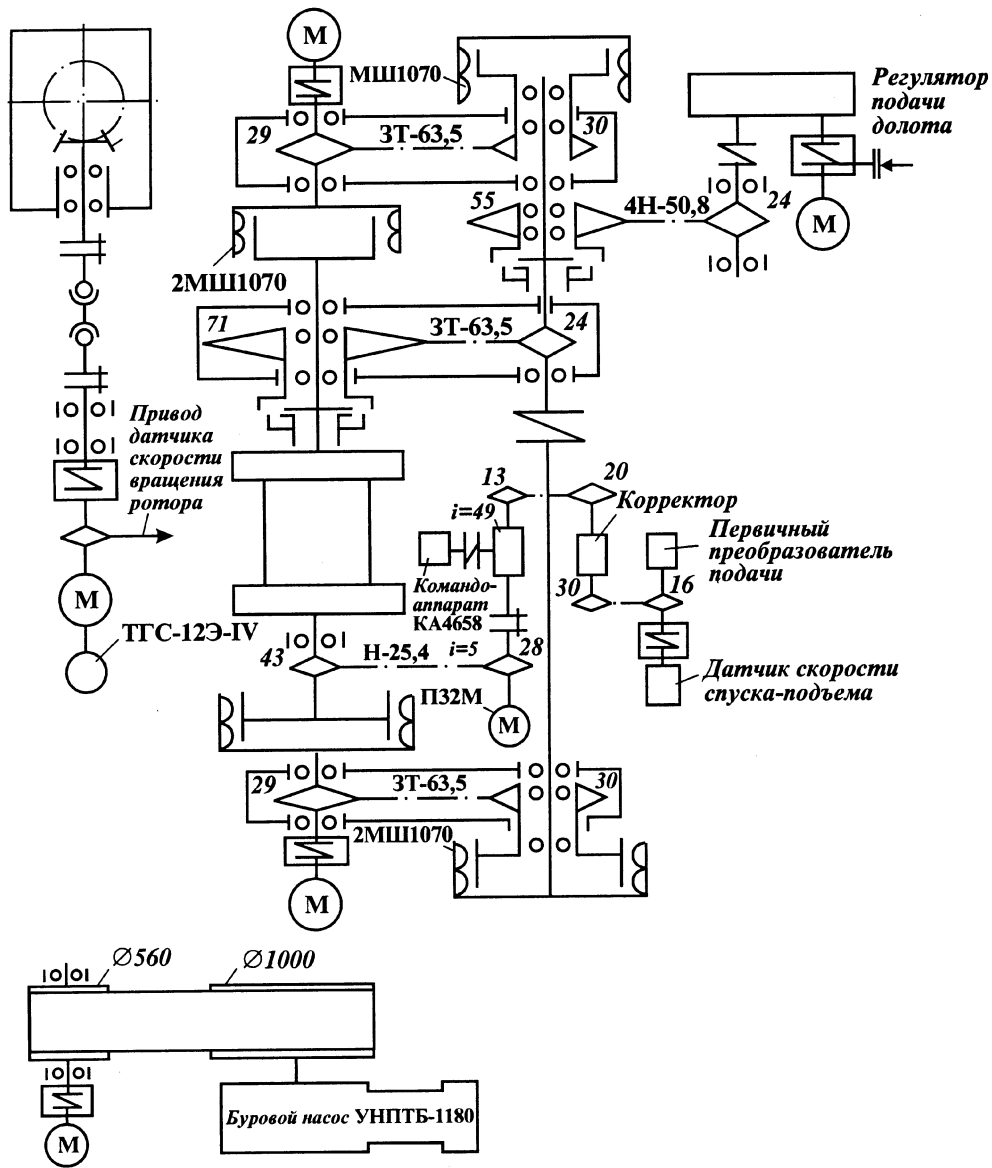 М
МШ1070
29
ЗТ-63,5
30
Регулятор
подачи
долота
М
55
4Н-50,8
24
2МШ1070
71
ЗТ-63,5
24
Привод
датчика
скорости
вращения
ротора
13
20
i=49
Корректор
Первичный
преобразователь
подачи
Командо-
аппарат
КА4658
30
16
М
ТГС-12Э-IV
43
Н-25,4
i=5
28
Датчик скорости
спуска-подъема
П32М
М
29
ЗТ-63,5
30
2МШ1070
М
∅560
∅1000
Буровой насос УНПТБ-1180
М